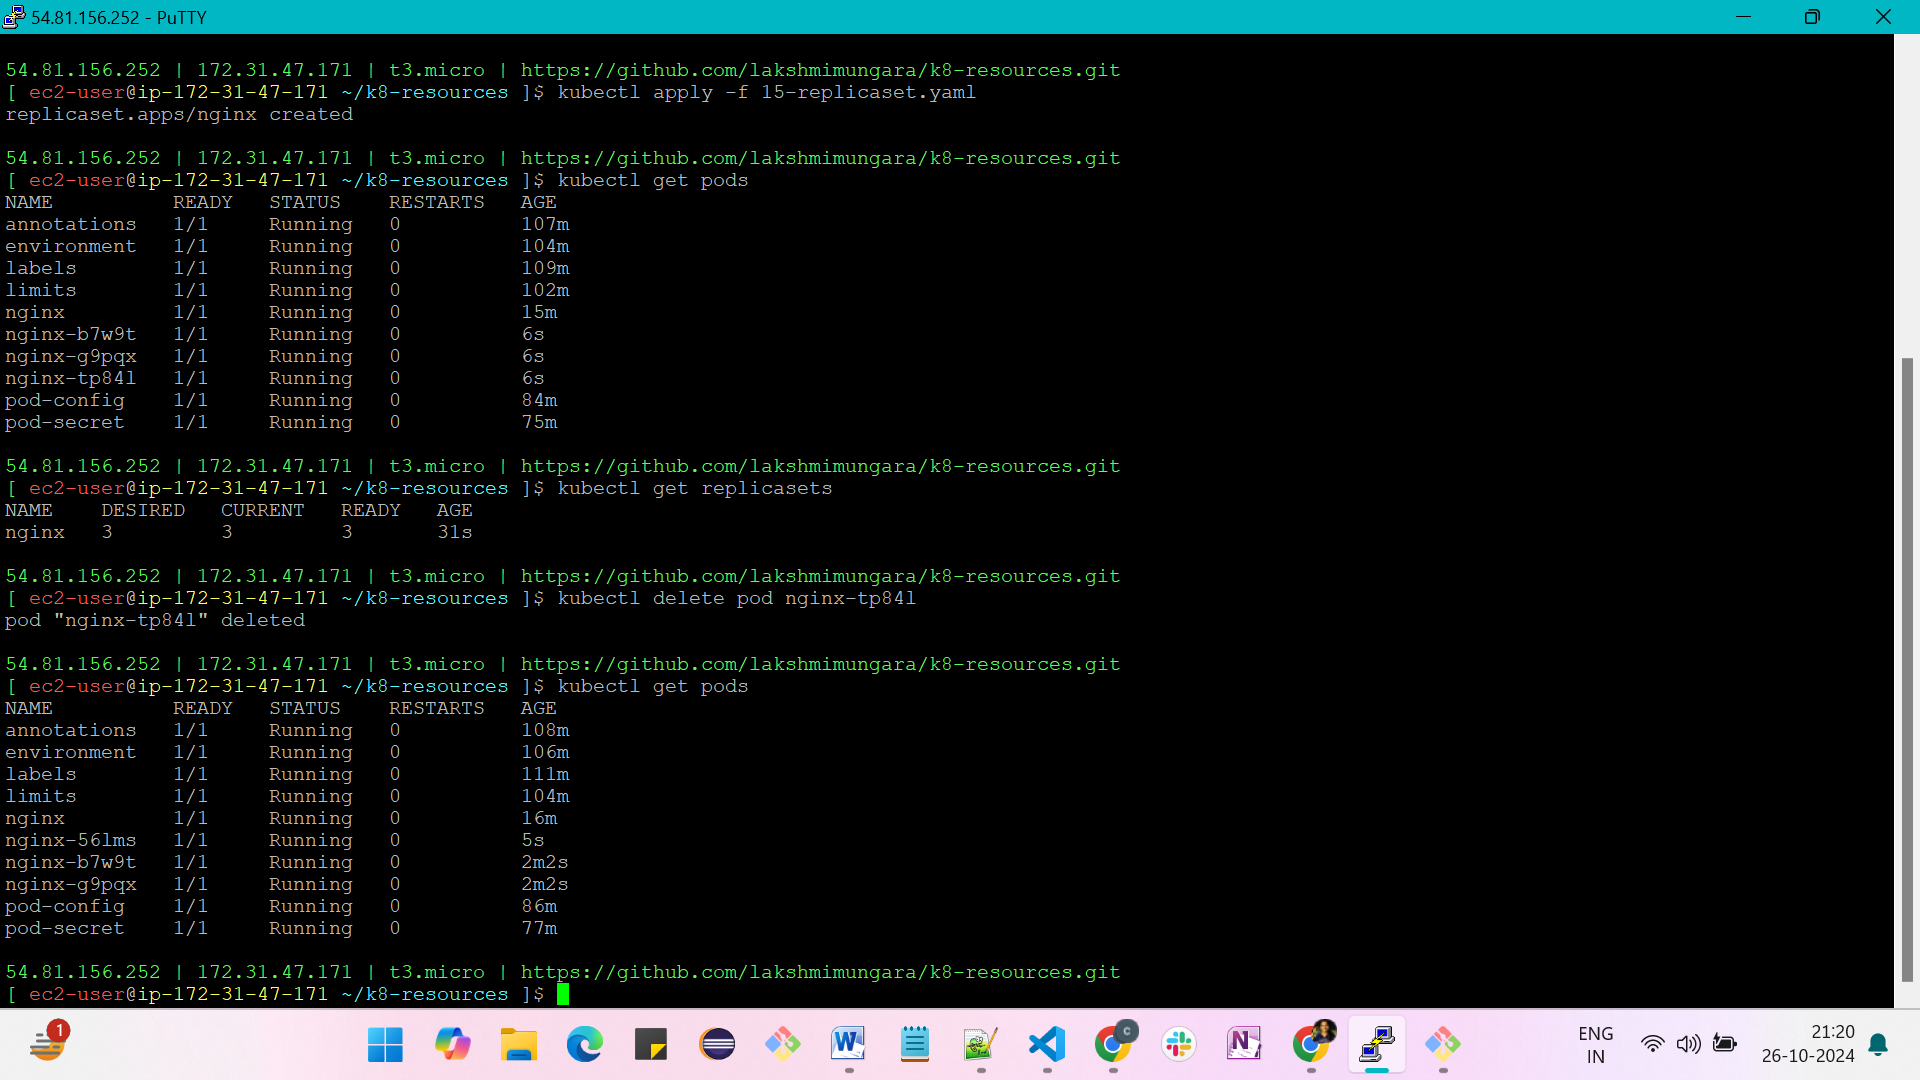 54.81.156.252 - PuTTY
54.81.156.252 | 172.31.47.171 | t3.micro | https://github.com/lakshmimungara/k8-resources.git
[ ec2-user@ip-172-31-47-171 ~/k8-resources ]$ kubectl apply -f 15-replicaset.yaml
replicaset.apps/nginx created
54.81.156.252 | 172.31.47.171 | t3.micro | https://github.com/lakshmimungara/k8-resources.git
[ ec2-user@ip-172-31-47-171 ~/k8-resources ]$ kubectl get pods
NAME          READY   STATUS    RESTARTS   AGE
annotations   1/1     Running   0          107m
environment   1/1     Running   0          104m
labels        1/1     Running   0          109m
limits        1/1     Running   0          102m
nginx         1/1     Running   0          15m
nginx-b7w9t   1/1     Running   0          6s
nginx-g9pqx   1/1     Running   0          6s
nginx-tp84l   1/1     Running   0          6s
pod-config    1/1     Running   0          84m
pod-secret    1/1     Running   0          75m
54.81.156.252 | 172.31.47.171 | t3.micro | https://github.com/lakshmimungara/k8-resources.git
[ ec2-user@ip-172-31-47-171 ~/k8-resources ]$ kubectl get replicasets
NAME    DESIRED   CURRENT   READY   AGE
nginx   3         3         3       31s
54.81.156.252 | 172.31.47.171 | t3.micro | https://github.com/lakshmimungara/k8-resources.git
[ ec2-user@ip-172-31-47-171 ~/k8-resources ]$ kubectl delete pod nginx-tp84l
pod "nginx-tp84l" deleted
54.81.156.252 | 172.31.47.171 | t3.micro | https://github.com/lakshmimungara/k8-resources.git
[ ec2-user@ip-172-31-47-171 ~/k8-resources ]$ kubectl get pods
NAME          READY   STATUS    RESTARTS   AGE
annotations   1/1     Running   0          108m
environment   1/1     Running   0          106m
labels        1/1     Running   0          111m
limits        1/1     Running   0          104m
nginx         1/1     Running   0          16m
nginx-56lms   1/1     Running   0          5s
nginx-b7w9t   1/1     Running   0          2m2s
nginx-g9pqx   1/1     Running   0          2m2s
pod-config    1/1     Running   0          86m
pod-secret    1/1     Running   0          77m
54.81.156.252 | 172.31.47.171 | t3.micro | https://github.com/lakshmimungara/k8-resources.git
[ ec2-user@ip-172-31-47-171 ~/k8-resources ]$
1
W
C
N
ENG
IN
21:20
26-10-2024